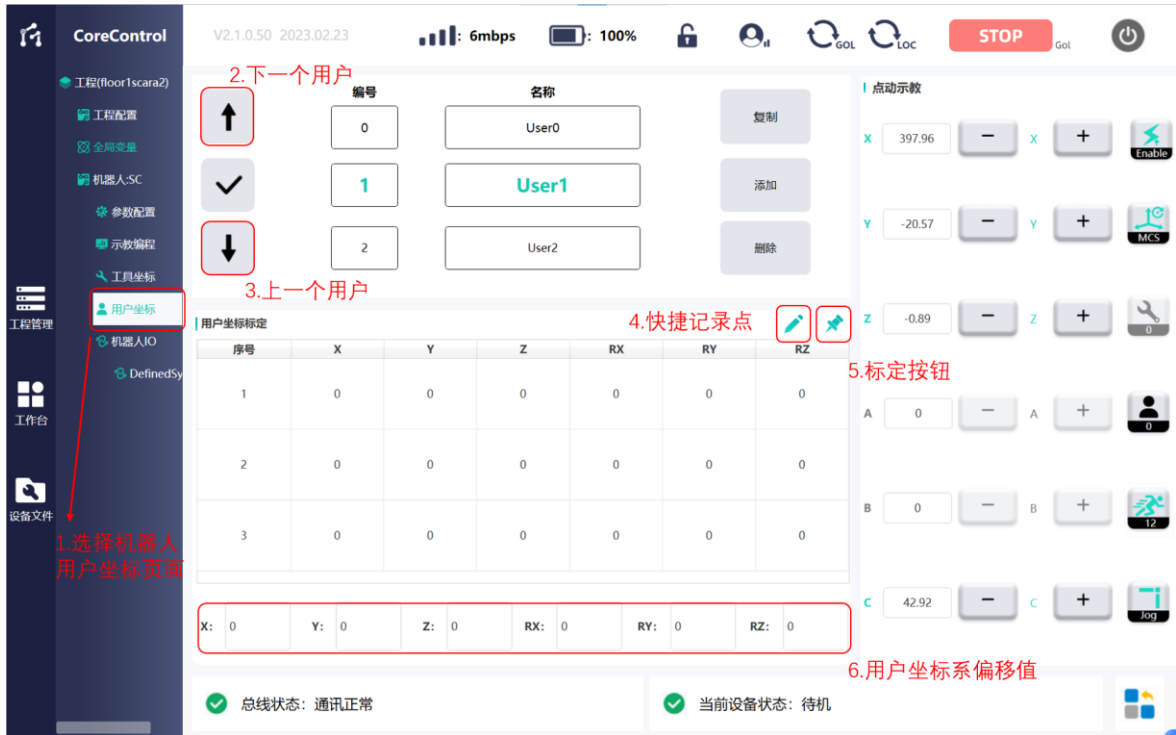 CoreControl
V2.1.0.50 2023.02.23
: 6mbps
: 100%
GOL
LOC
STOP
Gol
工程(floor1scara2)
工程配置
全局变量
机器人:SC
参数配置
示教编程
工具坐标
用户坐标
机器人IO
DefinedSy
工程管理
工作台
设备文件
1.选择机器人
用户坐标页面
2.下一个用户
编号 名称
0 User0 复制
1 User1 添加
2 User2 删除
3.上一个用户
用户坐标标定
4.快捷记录点
序号 X Y Z RX RY RZ
1 0 0 0 0 0 0
2 0 0 0 0 0 0
3 0 0 0 0 0 0
X: 0 Y: 0 Z: 0 RX: 0 RY: 0 RZ: 0
点动示教
X 397.96 − X + Enable
Y -20.57 − Y + MCS
Z -0.89 − Z + 0
5.标定按钮
A 0 − A + 0
B 0 − B + 12
C 42.92 − C + Jog
6.用户坐标系偏移值
总线状态: 通讯正常
当前设备状态: 待机